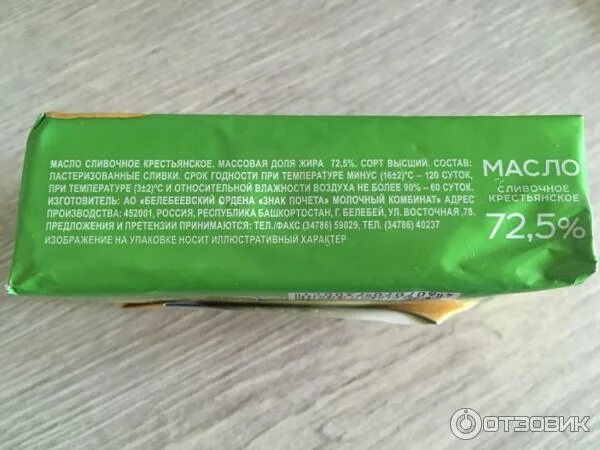 МАСЛО СЛИВОЧНОЕ КРЕСТЬЯНСКОЕ. МАССОВАЯ ДОЛЯ ЖИРА 72,5%. СОРТ ВЫСШИЙ. СОСТАВ:
ПАСТЕРИЗОВАННЫЕ СЛИВКИ. СРОК ГОДНОСТИ ПРИ ТЕМПЕРАТУРЕ МИНУС (16±2)°С – 120 СУТОК,
ПРИ ТЕМПЕРАТУРЕ (3±2)°С И ОТНОСИТЕЛЬНОЙ ВЛАЖНОСТИ ВОЗДУХА НЕ БОЛЕЕ 90% – 60 СУТОК.
ИЗГОТОВИТЕЛЬ: АО «БЕЛЕБЕЕВСКИЙ ОРДЕНА «ЗНАК ПОЧЕТА» МОЛОЧНЫЙ КОМБИНАТ» АДРЕС
ПРОИЗВОДСТВА: 452001, РОССИЯ, РЕСПУБЛИКА БАШКОРТОСТАН, Г. БЕЛЕБЕЙ, УЛ. ВОСТОЧНАЯ ,78.
ПРЕДЛОЖЕНИЯ И ПРЕТЕНЗИИ ПРИНИМАЮТСЯ: ТЕЛ./ФАКС (34786) 59029, ТЕЛ. (34786) 40237
ИЗОБРАЖЕНИЕ НА УПАКОВКЕ НОСИТ ИЛЛЮСТРАТИВНЫЙ ХАРАКТЕР
МАСЛО
СЛИВОЧНОЕ
КРЕСТЬЯНСКОЕ
72,5%
ОТЗОВИК